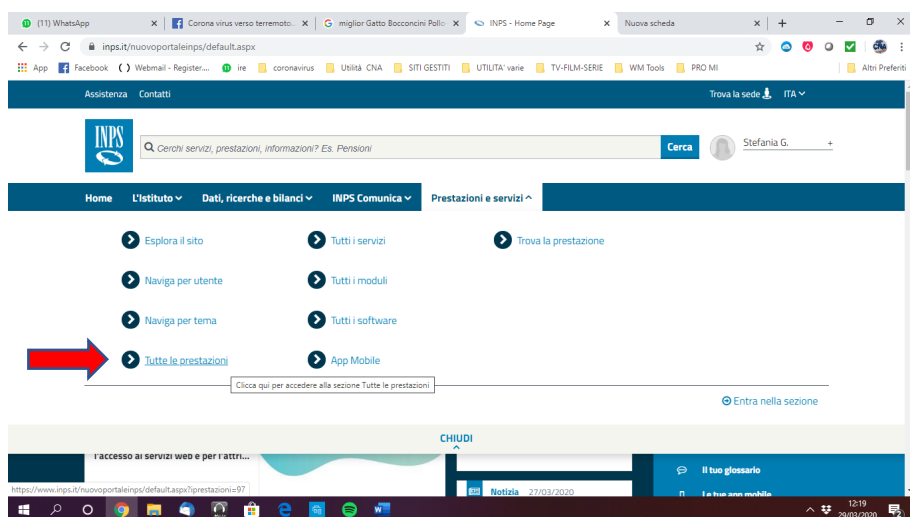 (11) WhatsApp
Corona virus verso terremoto
miglior Gatto Bocconcini Pollo
INPS - Home Page
Nuova scheda
inps.it/nuovoportaleinps/default.aspx
App Facebook Webmail - Register.... ire coronavirus Utilità CNA SITI GESTITI UTILITA' varie TV-FILM-SERIE WM Tools PRO MI Altri Preferiti
Assistenza Contatti Trova la sede ITA
INPS
Cerchi servizi, prestazioni, informazioni? Es. Pensioni
Cerca
Stefania G. +
Home L'Istituto Dati, ricerche e bilanci INPS Comunica Prestazioni e servizi
Esplora il sito Tutti i servizi Trova la prestazione
Naviga per utente Tutti i moduli
Naviga per tema Tutti i software
Tutte le prestazioni App Mobile
Clicca qui per accedere alla sezione Tutte le prestazioni
Entra nella sezione
CHIUDI
l'accesso ai servizi web e per l'attri...
Il tuo glossario
https://www.inps.it/nuovoportaleinps/default.aspx?iprestazioni=97
Notizia 27/03/2020
Le tue app mobile
12:19
29/03/2020